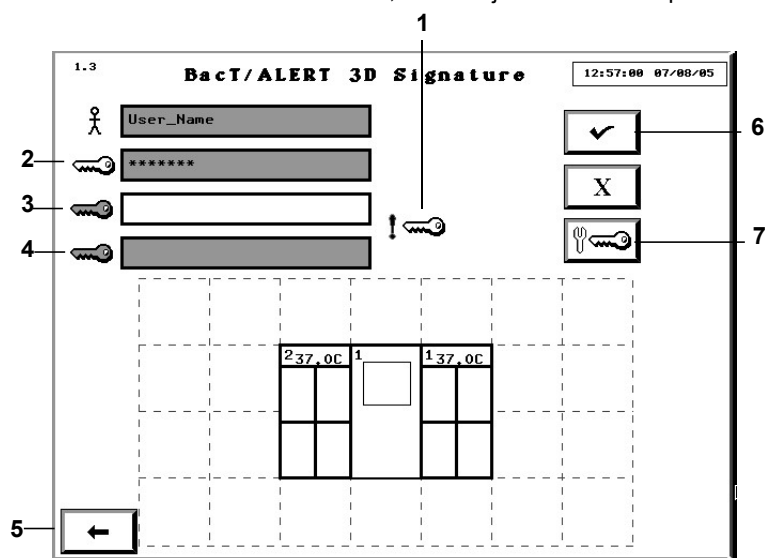 1
1.3
BacT/ALERT 3D Signature
12:57:00 07/08/05
User_Name
6
2
*******
3
X
!
4
7
2 37.0C 1 1 37.0C
5